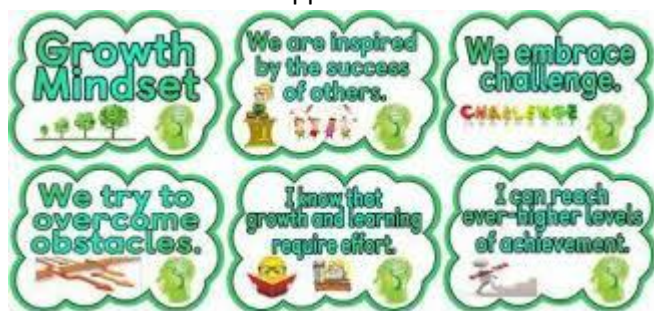 Growth
Mindset
We are inspired
by the success
of others.
We embrace
challenge.
CHALLENGE
We try to
overcome
obstacles.
I know that
growth and learning
require effort.
I can reach
ever-higher levels
of achievement.